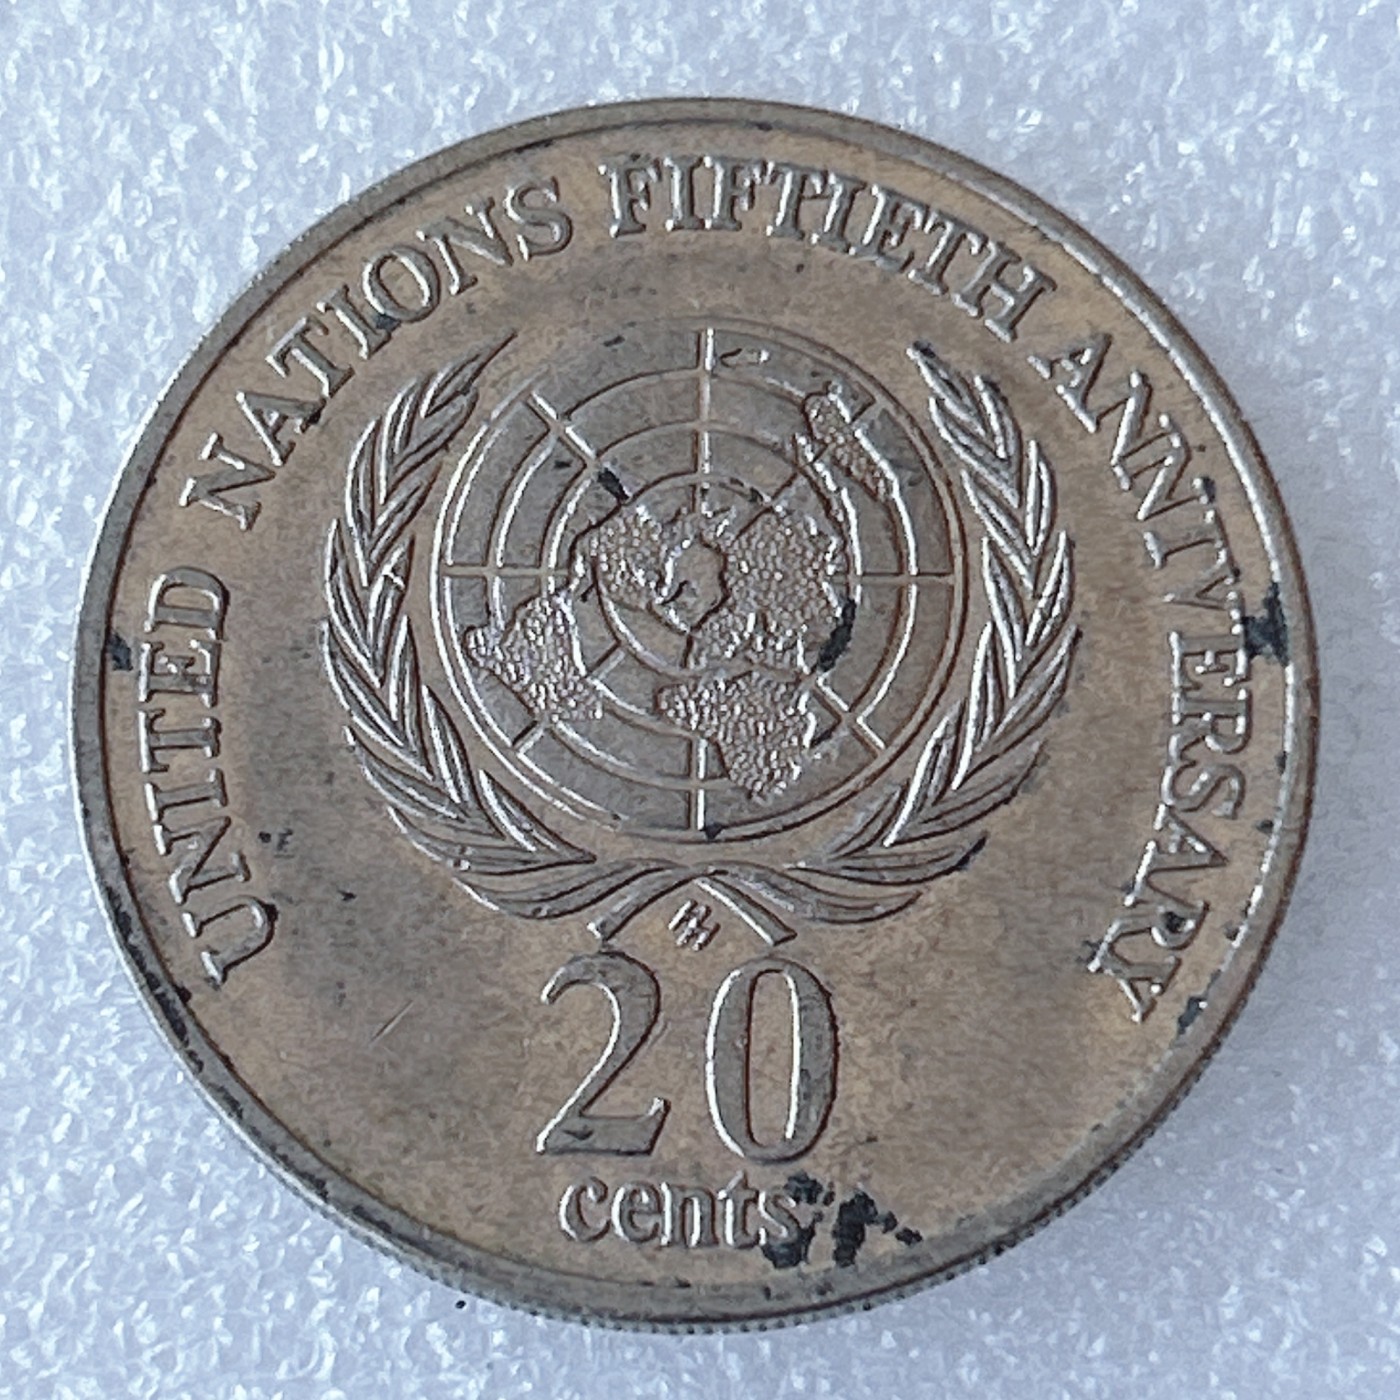 UNITED NATIONS FIFTIETH ANNIVERSARY
20
cents